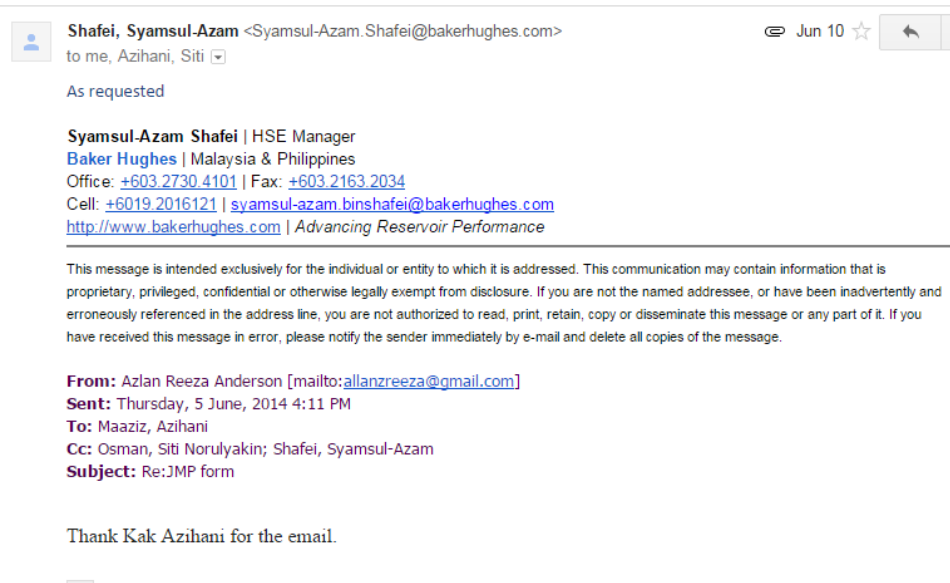 Shafei, Syamsul-Azam <Syamsul-Azam.Shafei@bakerhughes.com>
Jun 10
to me, Azihani, Siti
As requested
Syamsul-Azam Shafei | HSE Manager
Baker Hughes | Malaysia & Philippines
Office: +603.2730.4101 | Fax: +603.2163.2034
Cell: +6019.2016121 | syamsul-azam.binshafei@bakerhughes.com
http://www.bakerhughes.com | Advancing Reservoir Performance
This message is intended exclusively for the individual or entity to which it is addressed. This communication may contain information that is
proprietary, privileged, confidential or otherwise legally exempt from disclosure. If you are not the named addressee, or have been inadvertently and
erroneously referenced in the address line, you are not authorized to read, print, retain, copy or disseminate this message or any part of it. If you
have received this message in error, please notify the sender immediately by e-mail and delete all copies of the message.
From: Azlan Reeza Anderson [mailto:allanzreeza@gmail.com]
Sent: Thursday, 5 June, 2014 4:11 PM
To: Maaziz, Azihani
Cc: Osman, Siti Norulyakin; Shafei, Syamsul-Azam
Subject: Re:JMP form
Thank Kak Azihani for the email.